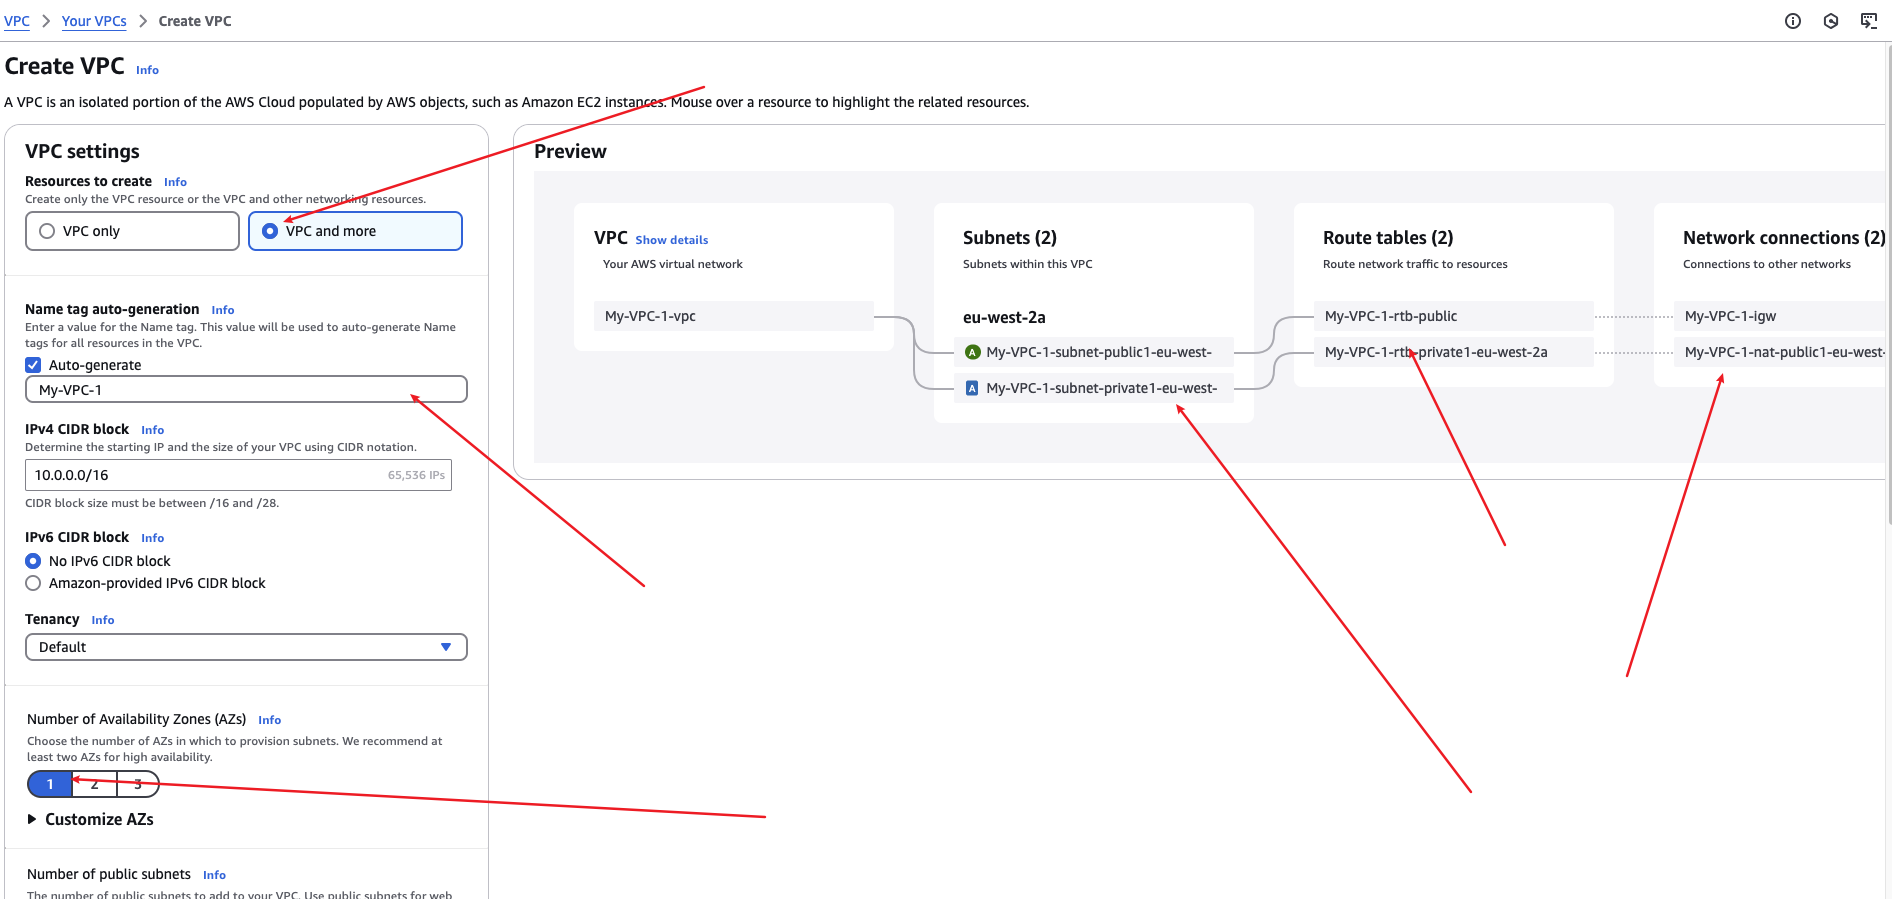 VPC > Your VPCs > Create VPC
Create VPC Info
A VPC is an isolated portion of the AWS Cloud populated by AWS objects, such as Amazon EC2 instances. Mouse over a resource to highlight the related resources.
VPC settings
Resources to create Info
Create only the VPC resource or the VPC and other networking resources.
VPC only
VPC and more
Name tag auto-generation Info
Enter a value for the Name tag. This value will be used to auto-generate Name
tags for all resources in the VPC.
Auto-generate
My-VPC-1
IPv4 CIDR block Info
Determine the starting IP and the size of your VPC using CIDR notation.
10.0.0.0/16 65,536 IPs
CIDR block size must be between /16 and /28.
IPv6 CIDR block Info
No IPv6 CIDR block
Amazon-provided IPv6 CIDR block
Tenancy Info
Default
Number of Availability Zones (AZs) Info
Choose the number of AZs in which to provision subnets. We recommend at
least two AZs for high availability.
1 2 3
Customize AZs
Number of public subnets Info
The number of public subnets to add to your VPC. Use public subnets for web
Preview
VPC Show details
Your AWS virtual network
My-VPC-1-vpc
Subnets (2)
Subnets within this VPC
eu-west-2a
A My-VPC-1-subnet-public1-eu-west-
A My-VPC-1-subnet-private1-eu-west-
Route tables (2)
Route network traffic to resources
My-VPC-1-rtb-public
My-VPC-1-rtb-private1-eu-west-2a
Network connections (2)
Connections to other networks
My-VPC-1-igw
My-VPC-1-nat-public1-eu-west-